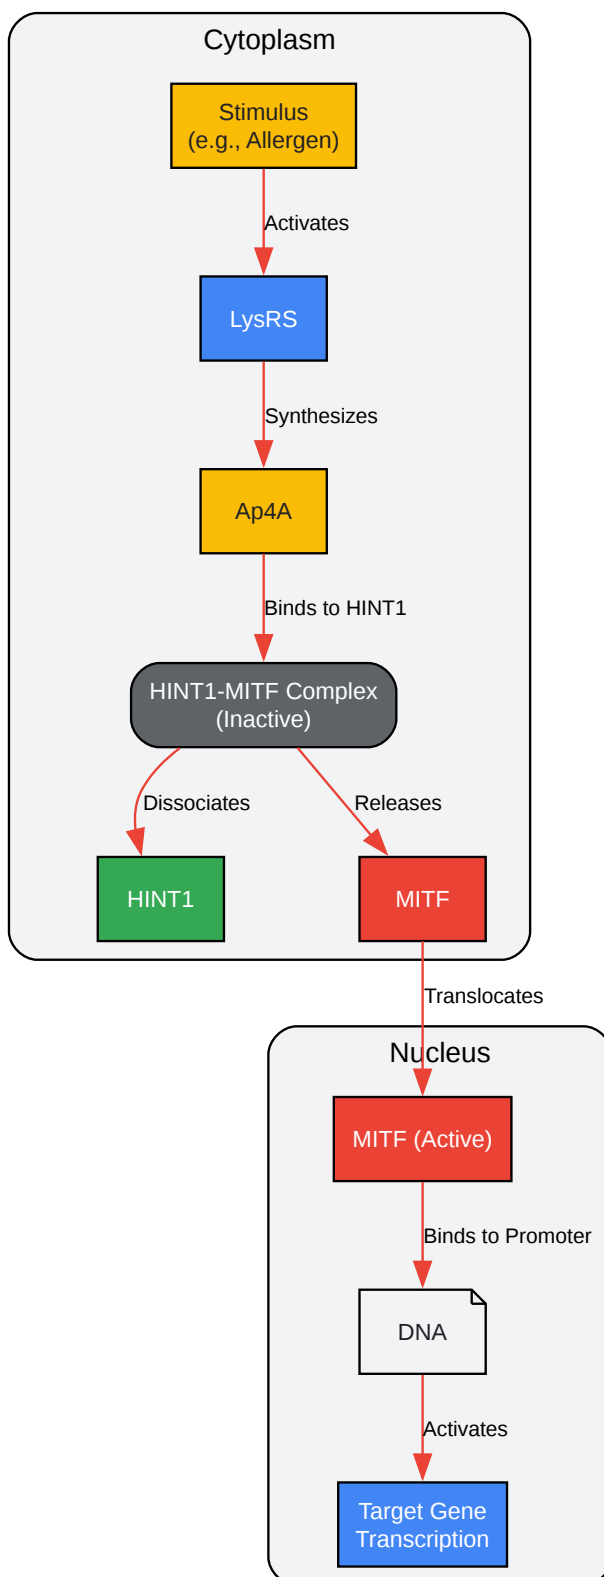 Cytoplasm
Stimulus
(e.g., Allergen)
Activates
LysRS
Synthesizes
Ap4A
Binds to HINT1
HINT1-MITF Complex
(Inactive)
Dissociates
Releases
HINT1
MITF
Translocates
Nucleus
MITF (Active)
Binds to Promoter
DNA
Activates
Target Gene
Transcription